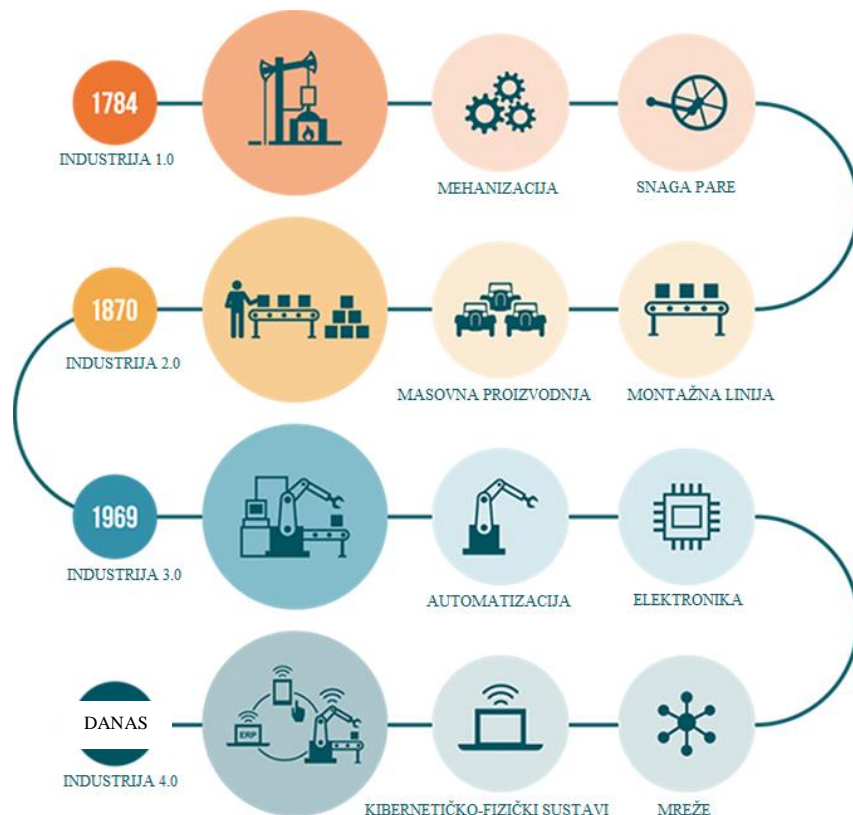 1784
INDUSTRIJA 1.0
MEHANIZACIJA
SNAGA PARE
1870
INDUSTRIJA 2.0
MASOVNA PROIZVODNJA
MONTAŽNA LINIJA
1969
INDUSTRIJA 3.0
AUTOMATIZACIJA
ELEKTRONIKA
DANAS
ERP
INDUSTRIJA 4.0
KIBERNETIČKO-FIZIČKI SUSTAVI
MREŽE